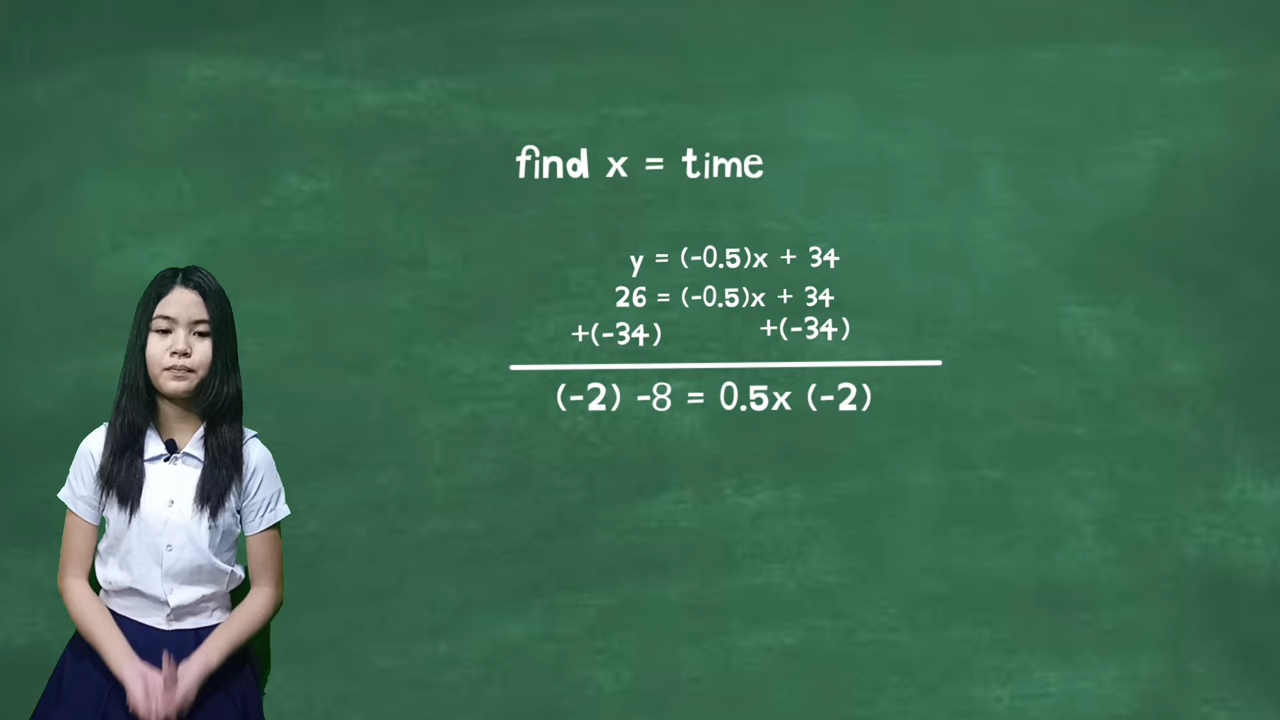 find x = time
y = (-0.5)x + 34
26 = (-0.5)x + 34
+(-34) +(-34)
(-2) -8 = 0.5x (-2)